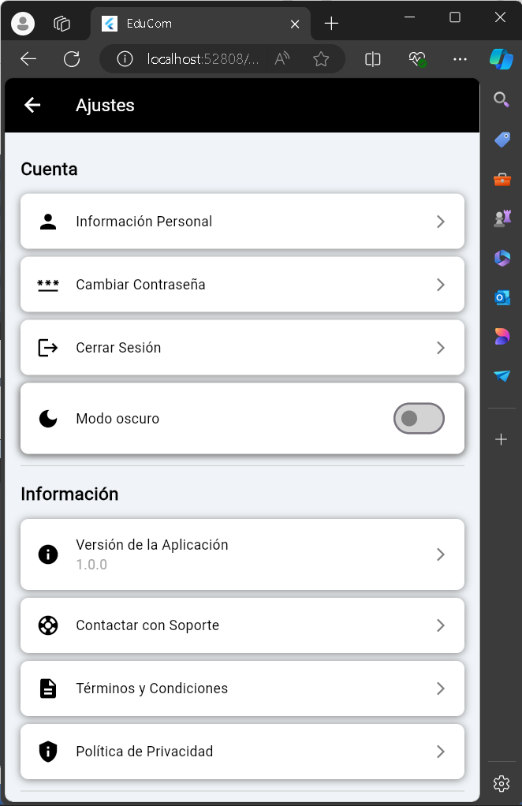 EduCom
localhost:52808/...
Ajustes
Cuenta
Información Personal
Cambiar Contraseña
Cerrar Sesión
Modo oscuro
Información
Versión de la Aplicación
1.0.0
Contactar con Soporte
Términos y Condiciones
Política de Privacidad